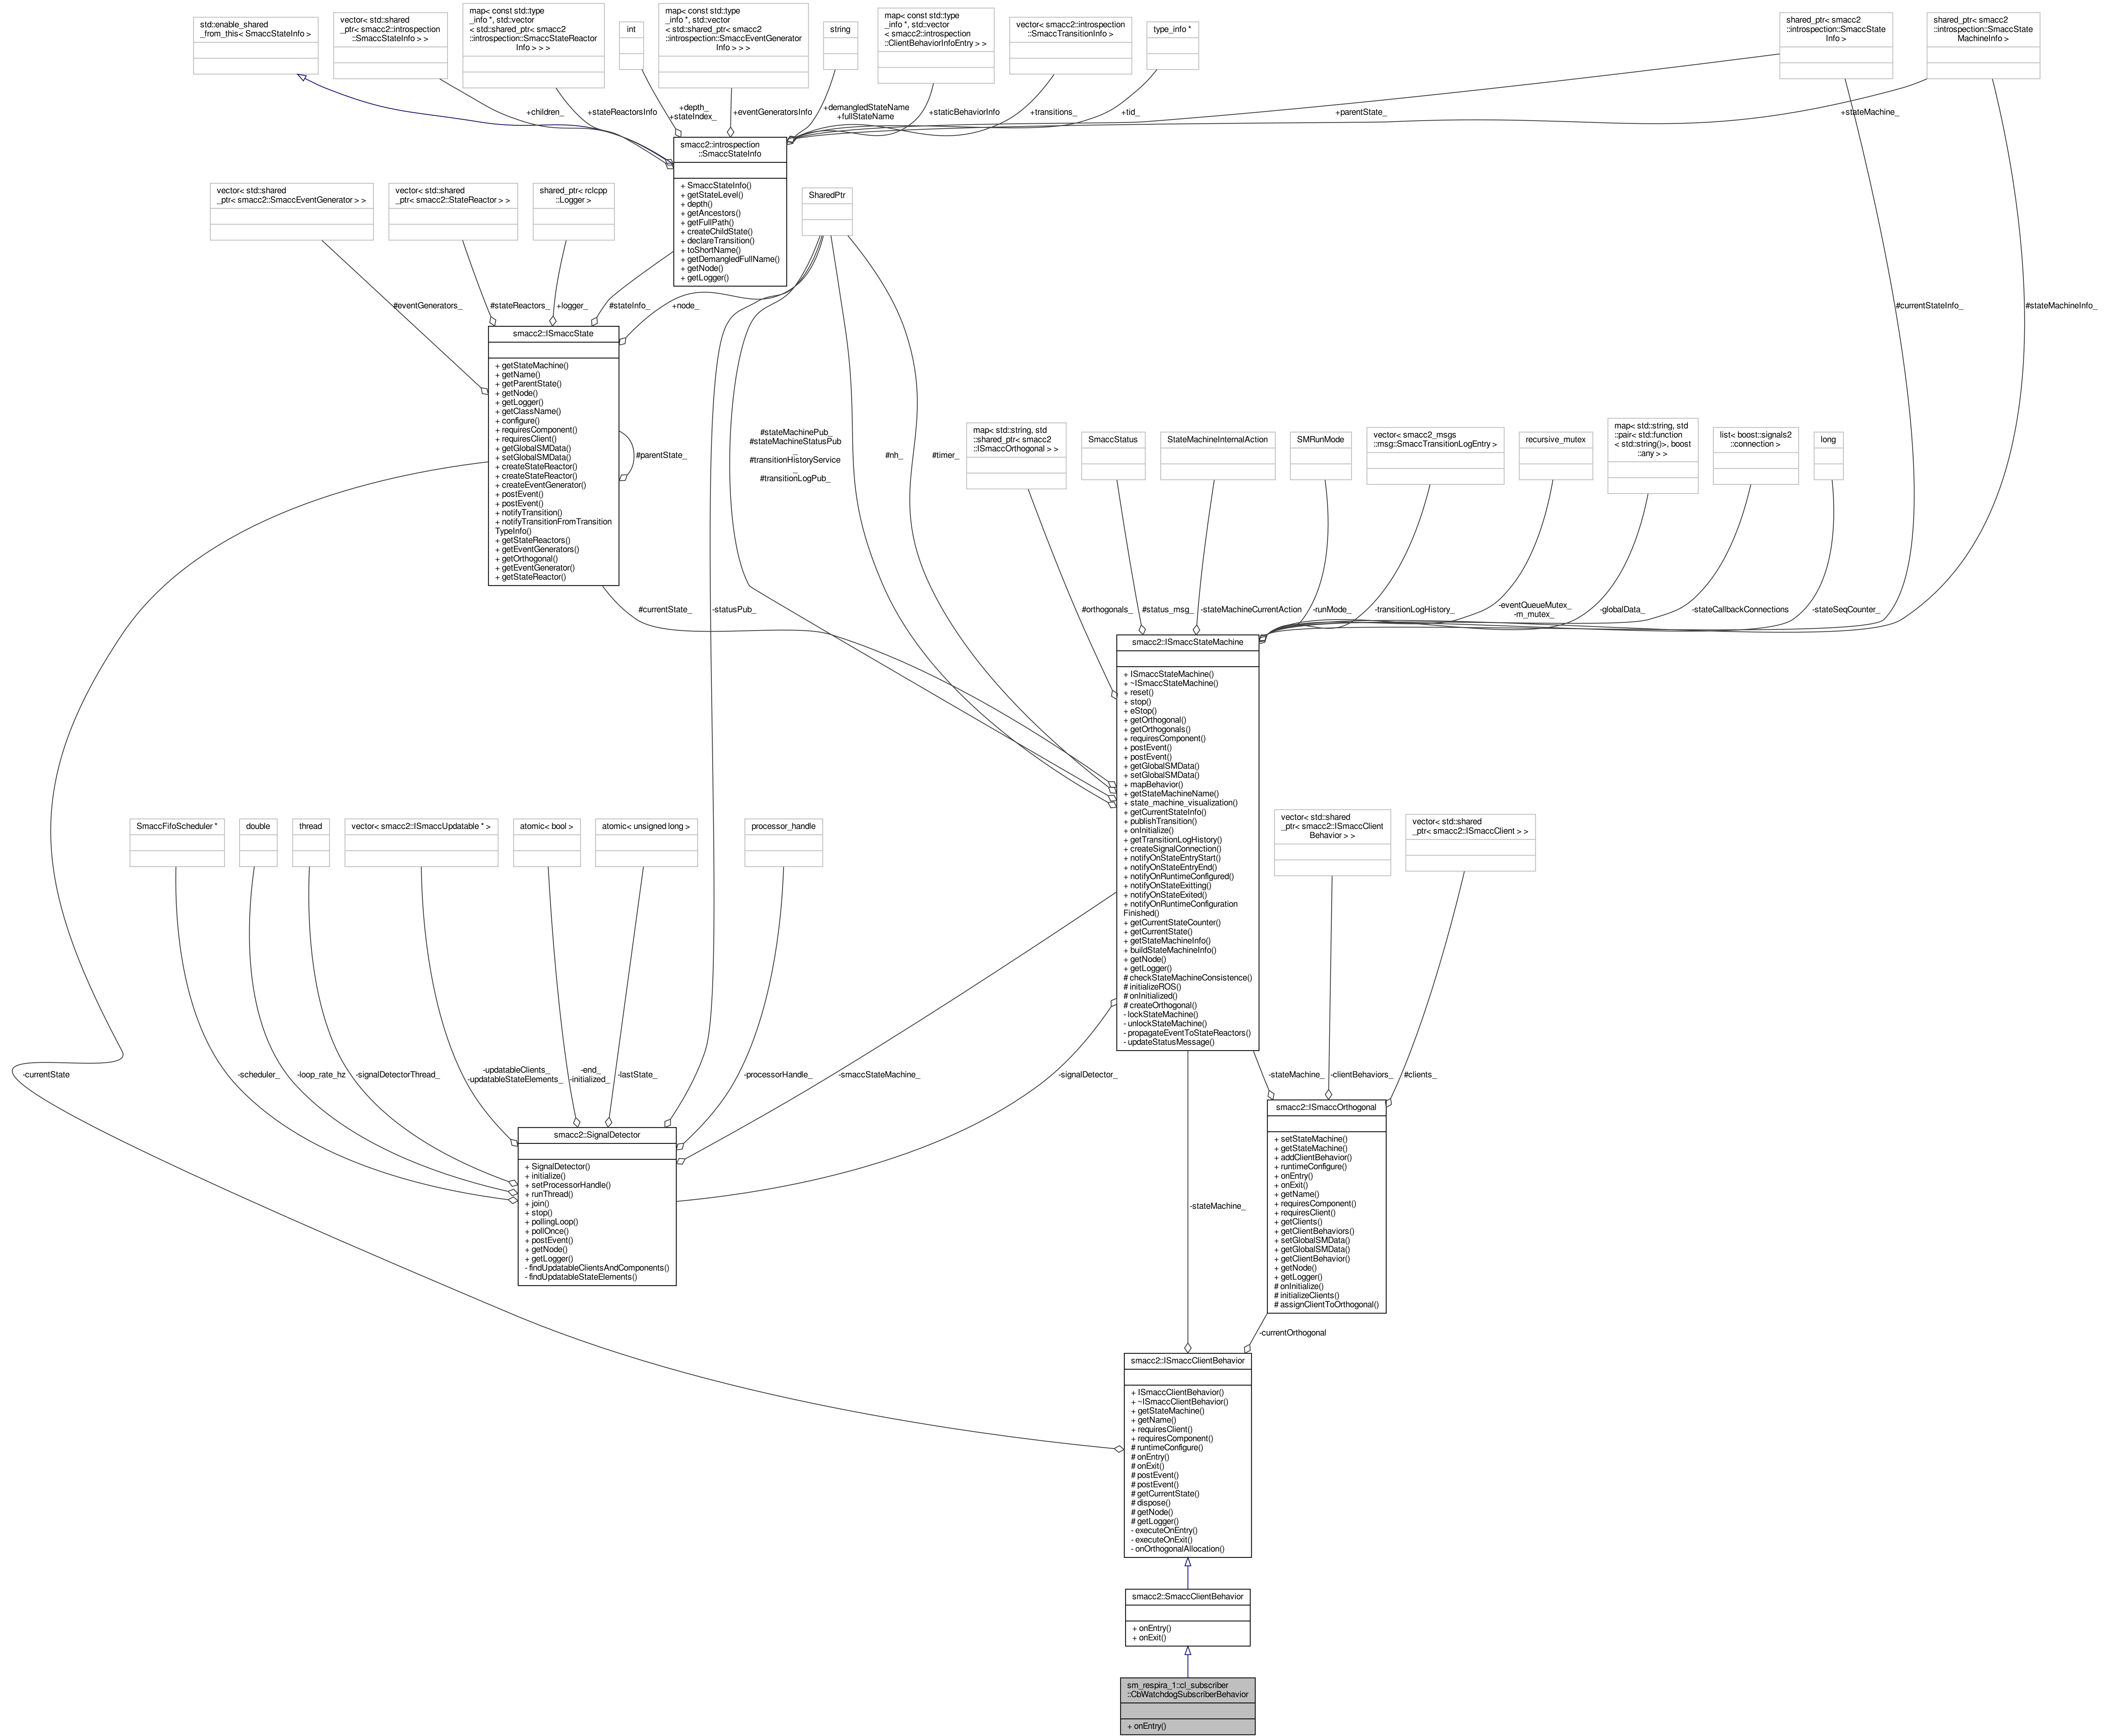 std::enable_shared
_from_this< SmaccStateInfo >
vector< std::shared
_ptr< smacc2::introspection
::SmaccStateInfo > >
map< const std::type
_info *, std::vector
< std::shared_ptr< smacc2
::introspection::SmaccStateReactor
Info > > >
int
map< const std::type
_info *, std::vector
< std::shared_ptr< smacc2
::introspection::SmaccEventGenerator
Info > > >
string
map< const std::type
_info *, std::vector
< smacc2::introspection
::ClientBehaviorInfoEntry > >
vector< smacc2::introspection
::SmaccTransitionInfo >
type_info *
shared_ptr< smacc2
::introspection::SmaccState
Info >
shared_ptr< smacc2
::introspection::SmaccState
MachineInfo >
+children_
+stateReactorsInfo
+depth_
+stateIndex_
+eventGeneratorsInfo
+demangledStateName
+fullStateName
+staticBehaviorInfo
+transitions_
+tid_
+parentState_
+stateMachine_
smacc2::introspection
::SmaccStateInfo
+ SmaccStateInfo()
+ getStateLevel()
+ depth()
+ getAncestors()
+ getFullPath()
+ createChildState()
+ declareTransition()
+ toShortName()
+ getDemangledFullName()
+ getNode()
+ getLogger()
vector< std::shared
_ptr< smacc2::SmaccEventGenerator > >
vector< std::shared
_ptr< smacc2::StateReactor > >
shared_ptr< rclcpp
::Logger >
SharedPtr
#eventGenerators_
#stateReactors_
+logger_
#stateInfo_
+node_
#currentStateInfo_
#stateMachineInfo_
smacc2::ISmaccState
+ getStateMachine()
+ getName()
+ getParentState()
+ getNode()
+ getLogger()
+ getClassName()
+ configure()
+ requiresComponent()
+ requiresClient()
+ getGlobalSMData()
+ setGlobalSMData()
+ createStateReactor()
+ createStateReactor()
+ createEventGenerator()
+ postEvent()
+ postEvent()
+ notifyTransition()
+ notifyTransitionFromTransition
TypeInfo()
+ getStateReactors()
+ getEventGenerators()
+ getOrthogonal()
+ getEventGenerator()
+ getStateReactor()
#parentState_
#stateMachinePub_
#stateMachineStatusPub
_
#transitionHistoryService
_
#transitionLogPub_
#nh_
#timer_
map< std::string, std
::shared_ptr< smacc2
::ISmaccOrthogonal > >
SmaccStatus
StateMachineInternalAction
SMRunMode
vector< smacc2_msgs
::msg::SmaccTransitionLogEntry >
recursive_mutex
map< std::string, std
::pair< std::function
< std::string()>, boost
::any > >
list< boost::signals2
::connection >
long
#currentState_
-statusPub_
#orthogonals_
#status_msg_
-stateMachineCurrentAction
-runMode_
-transitionLogHistory_
-eventQueueMutex_
-m_mutex_
-globalData_
-stateCallbackConnections
-stateSeqCounter_
smacc2::ISmaccStateMachine
+ ISmaccStateMachine()
+ ~ISmaccStateMachine()
+ reset()
+ stop()
+ eStop()
+ getOrthogonal()
+ getOrthogonals()
+ requiresComponent()
+ postEvent()
+ postEvent()
+ getGlobalSMData()
+ setGlobalSMData()
+ mapBehavior()
+ getStateMachineName()
+ state_machine_visualization()
+ getCurrentStateInfo()
+ publishTransition()
+ onInitialize()
+ getTransitionLogHistory()
+ createSignalConnection()
+ notifyOnStateEntryStart()
+ notifyOnStateEntryEnd()
+ notifyOnRuntimeConfigured()
+ notifyOnStateExitting()
+ notifyOnStateExited()
+ notifyOnRuntimeConfiguration
Finished()
+ getCurrentStateCounter()
+ getCurrentState()
+ getStateMachineInfo()
+ buildStateMachineInfo()
+ getNode()
+ getLogger()
# checkStateMachineConsistence()
# initializeROS()
# onInitialized()
# createOrthogonal()
- lockStateMachine()
- unlockStateMachine()
- propagateEventToStateReactors()
- updateStatusMessage()
SmaccFifoScheduler *
double
thread
vector< smacc2::ISmaccUpdatable * >
atomic< bool >
atomic< unsigned long >
processor_handle
vector< std::shared
_ptr< smacc2::ISmaccClient
Behavior > >
vector< std::shared
_ptr< smacc2::ISmaccClient > >
-currentState
-scheduler_
-loop_rate_hz
-signalDetectorThread_
-updatableClients_
-updatableStateElements_
-end_
-initialized_
-lastState_
-processorHandle_
-smaccStateMachine_
-signalDetector_
-stateMachine_
-clientBehaviors_
#clients_
smacc2::SignalDetector
+ SignalDetector()
+ initialize()
+ setProcessorHandle()
+ runThread()
+ join()
+ stop()
+ pollingLoop()
+ pollOnce()
+ postEvent()
+ getNode()
+ getLogger()
- findUpdatableClientsAndComponents()
- findUpdatableStateElements()
smacc2::ISmaccOrthogonal
+ setStateMachine()
+ getStateMachine()
+ addClientBehavior()
+ runtimeConfigure()
+ onEntry()
+ onExit()
+ getName()
+ requiresComponent()
+ requiresClient()
+ getClients()
+ getClientBehaviors()
+ setGlobalSMData()
+ getGlobalSMData()
+ getClientBehavior()
+ getNode()
+ getLogger()
# onInitialize()
# initializeClients()
# assignClientToOrthogonal()
-stateMachine_
-currentOrthogonal
smacc2::ISmaccClientBehavior
+ ISmaccClientBehavior()
+ ~ISmaccClientBehavior()
+ getStateMachine()
+ getName()
+ requiresClient()
+ requiresComponent()
# runtimeConfigure()
# onEntry()
# onExit()
# postEvent()
# postEvent()
# getCurrentState()
# dispose()
# getNode()
# getLogger()
- executeOnEntry()
- executeOnExit()
- onOrthogonalAllocation()
smacc2::SmaccClientBehavior
+ onEntry()
+ onExit()
sm_respira_1::cl_subscriber
::CbWatchdogSubscriberBehavior
+ onEntry()